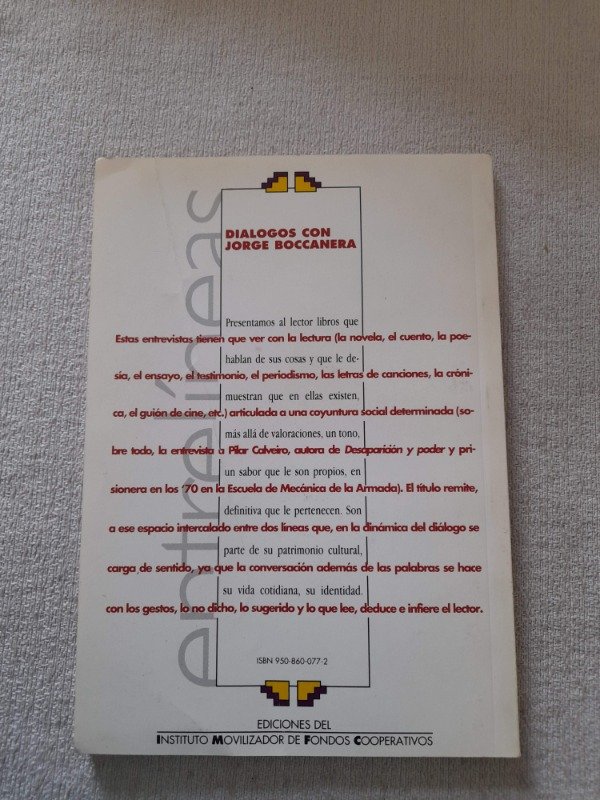 entrelíneas
DIALOGOS CON
JORGE BOCCANERA
Presentamos al lector libros que
Estas entrevistas tienen que ver con la lectura (la novela, el cuento, la poe-
hablan de sus cosas y que le de-
sía, el ensayo, el testimonio, el periodismo, las letras de canciones, la cróni-
muestran que en ellas existen,
ca, el guión de cine, etc.) articulada a una coyuntura social determinada (so-
más allá de valoraciones, un tono,
bre todo, la entrevista a Pilar Calveiro, autora de Desaparición y poder y pri-
un sabor que le son propios, en
sionera en los '70 en la Escuela de Mecánica de la Armada). El título remite,
definitiva que le pertenecen. Son
a ese espacio intercalado entre dos líneas que, en la dinámica del diálogo se
parte de su patrimonio cultural,
carga de sentido, ya que la conversación además de las palabras se hace
su vida cotidiana, su identidad.
con los gestos, lo no dicho, lo sugerido y lo que lee, deduce e infiere el lector.
ISBN 950-860-077-2
EDICIONES DEL
INSTITUTO MOVILIZADOR DE FONDOS COOPERATIVOS